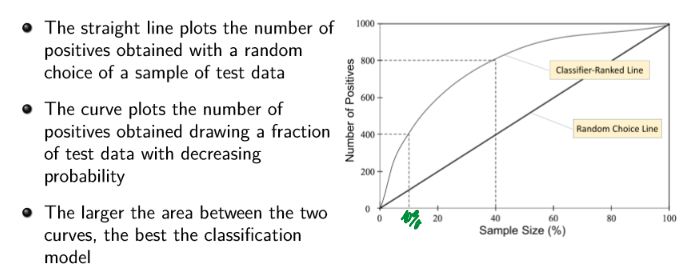 The straight line plots the number of
positives obtained with a random
choice of a sample of test data
The curve plots the number of
positives obtained drawing a fraction
of test data with decreasing
probability
The larger the area between the two
curves, the best the classification
model
Number of Positives
1000
800
600
400
200
0
Classifier-Ranked Line
Random Choice Line
0 10% 20 40 60 80 100
Sample Size (%)